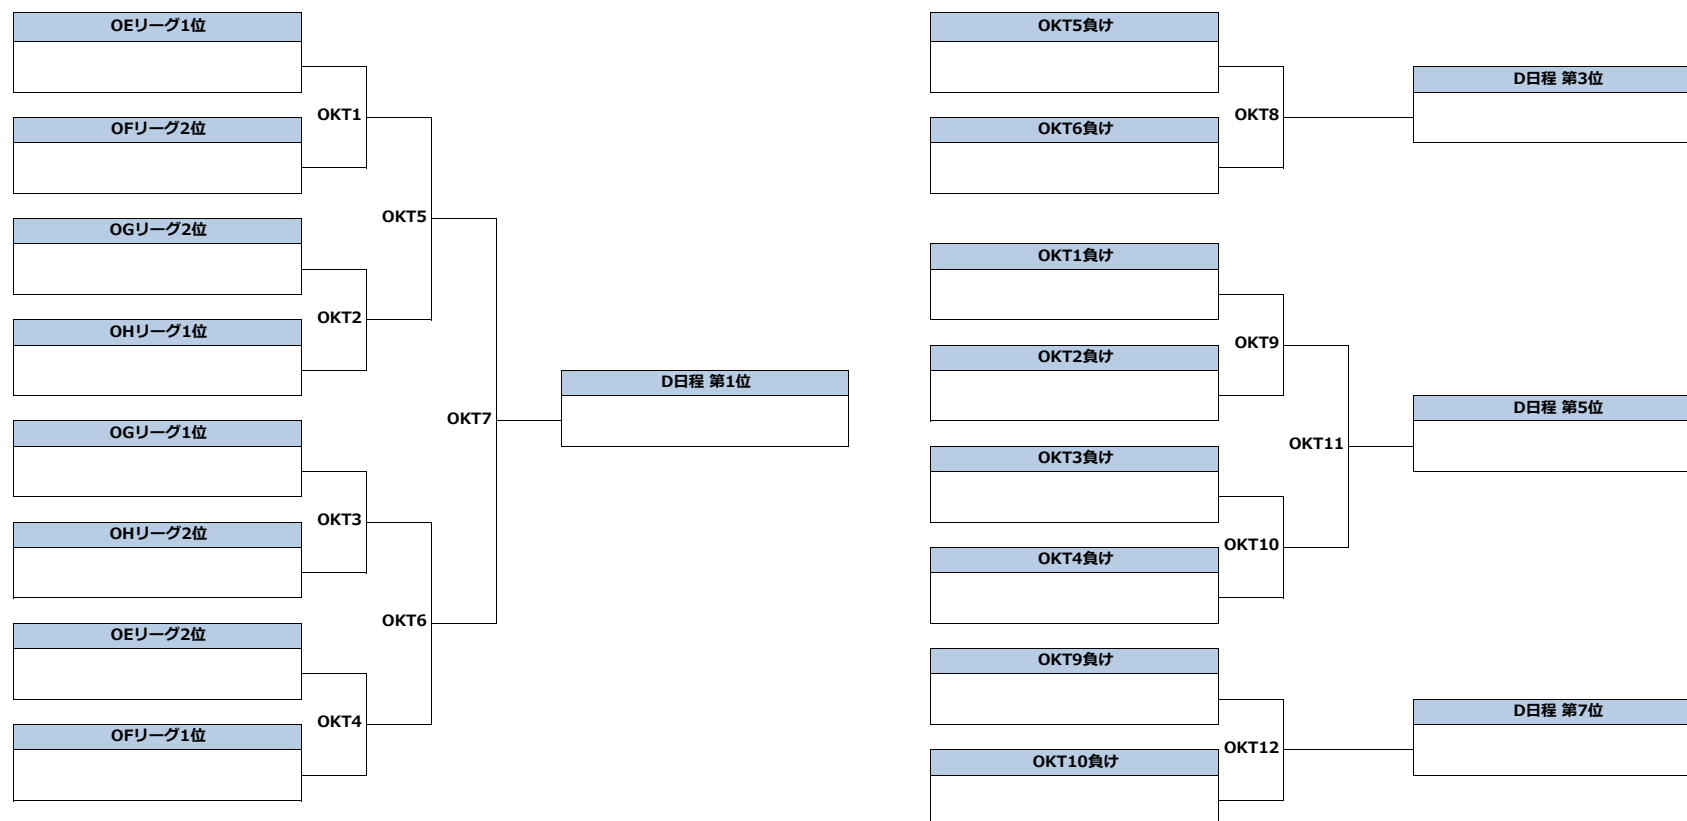 OEリーグ1位
OKT1
OFリーグ2位
OKT5
OGリーグ2位
OKT2
OHリーグ1位
OKT7
D日程 第1位
OGリーグ1位
OKT3
OHリーグ2位
OKT6
OEリーグ2位
OKT4
OFリーグ1位
OKT5負け
OKT8
D日程 第3位
OKT6負け
OKT1負け
OKT9
OKT2負け
OKT11
D日程 第5位
OKT3負け
OKT10
OKT4負け
OKT9負け
OKT12
D日程 第7位
OKT10負け